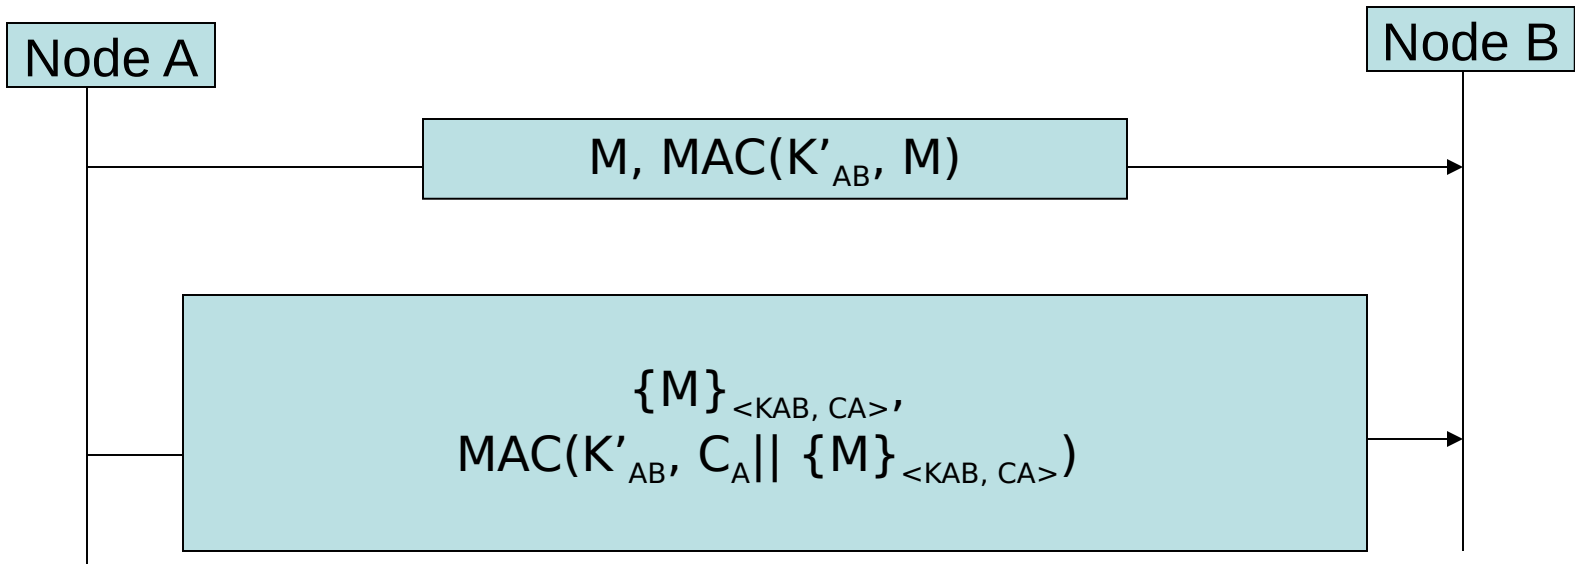 Node A
Node B
M, MAC(K’AB, M)
{M}<KAB, CA>,
MAC(K’AB, CA|| {M}<KAB, CA>)